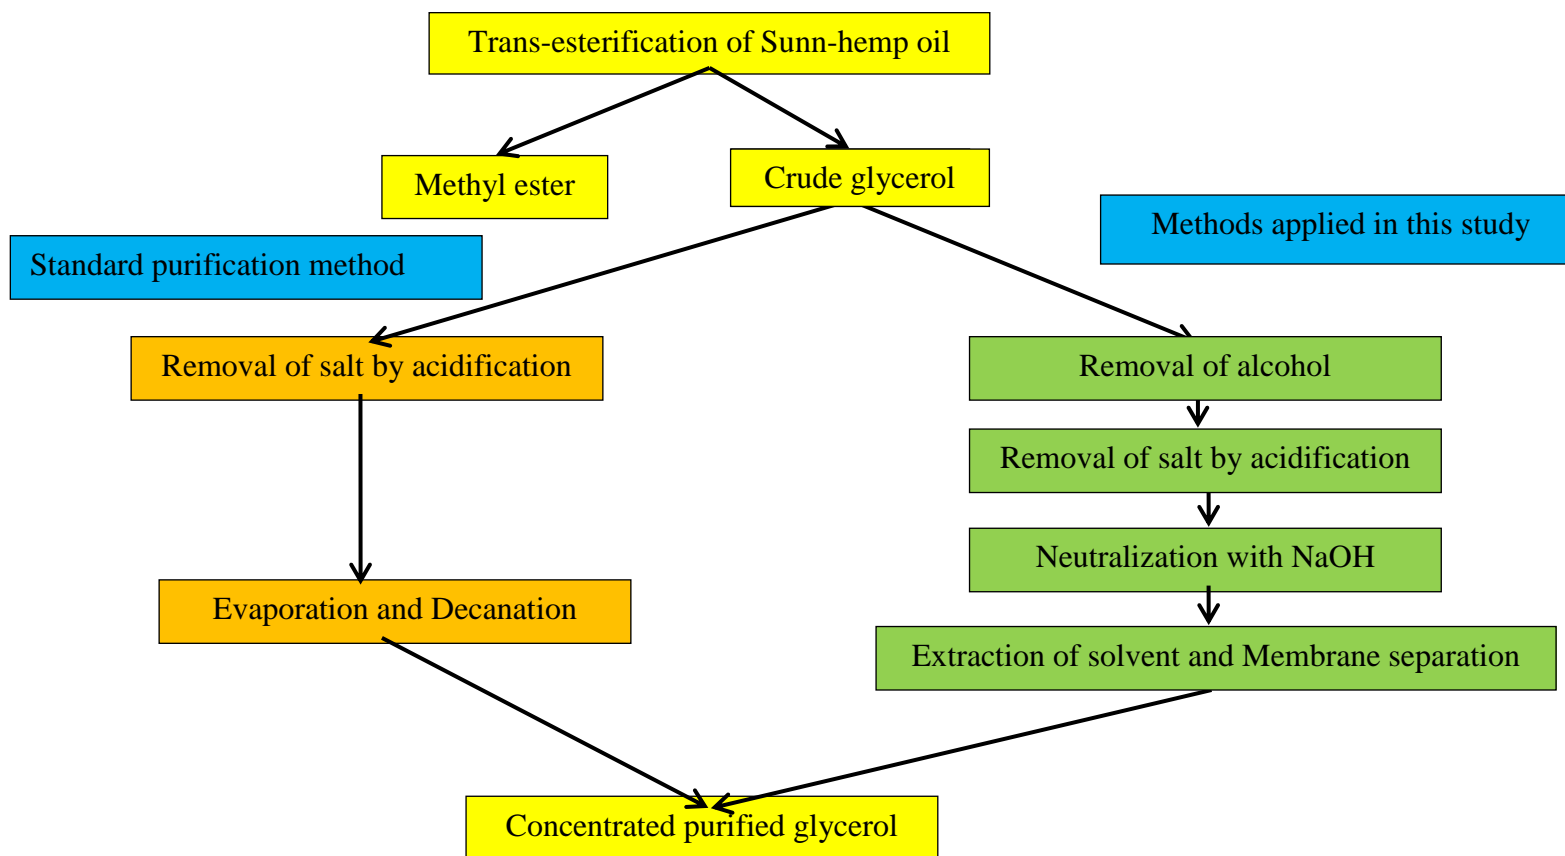 Trans-esterification of Sunn-hemp oil
Methyl ester
Crude glycerol
Methods applied in this study
Standard purification method
Removal of salt by acidification
Removal of alcohol
Removal of salt by acidification
Neutralization with NaOH
Evaporation and Decanation
Extraction of solvent and Membrane separation
Concentrated purified glycerol